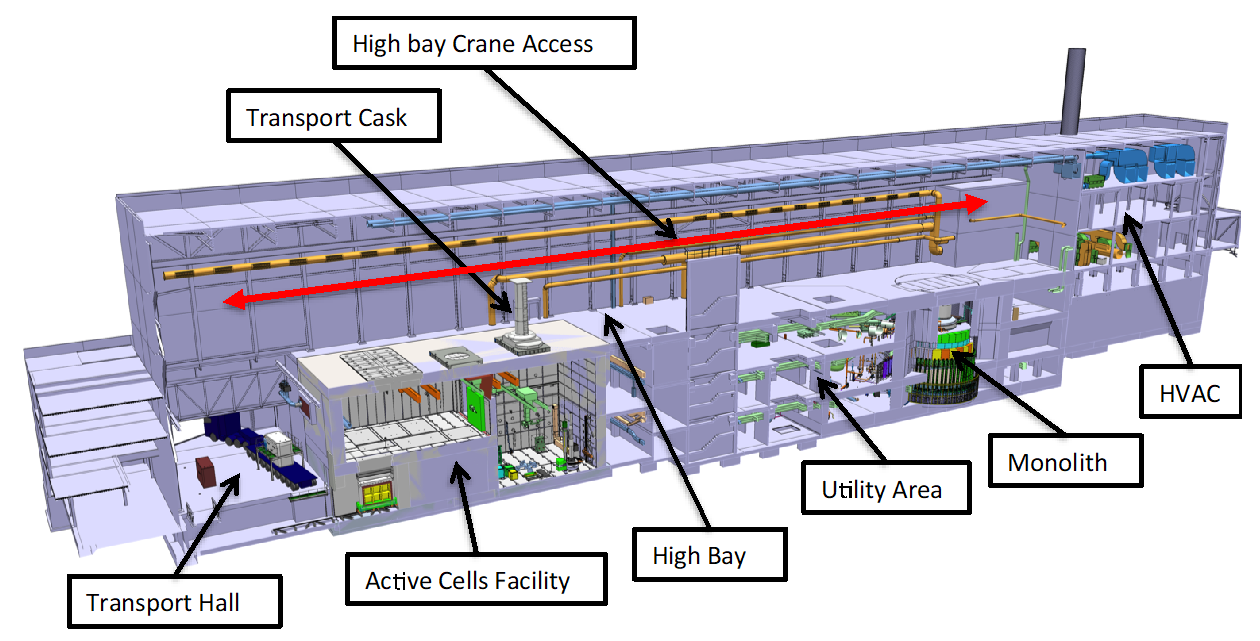 High bay Crane Access
Transport Cask
HVAC
Monolith
Utility Area
High Bay
Active Cells Facility
Transport Hall